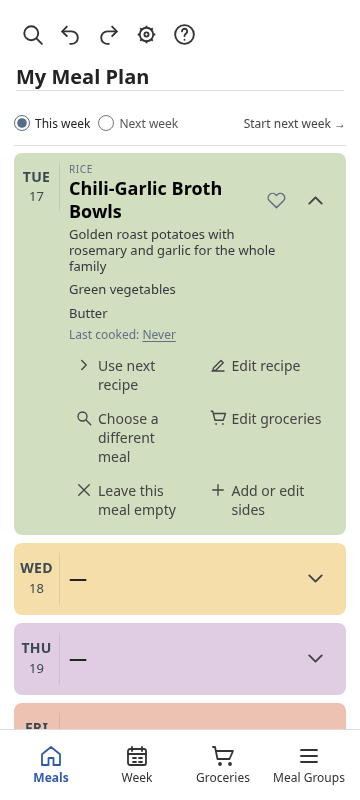 My Meal Plan
This week
Next week
Start next week →
TUE
17
RICE
Chili-Garlic Broth
Bowls
Golden roast potatoes with
rosemary and garlic for the whole
family
Green vegetables
Butter
Last cooked: Never
Use next
recipe
Edit recipe
Choose a
different
meal
Edit groceries
Leave this
meal empty
Add or edit
sides
WED
18
—
THU
19
—
FRI
Meals
Week
Groceries
Meal Groups